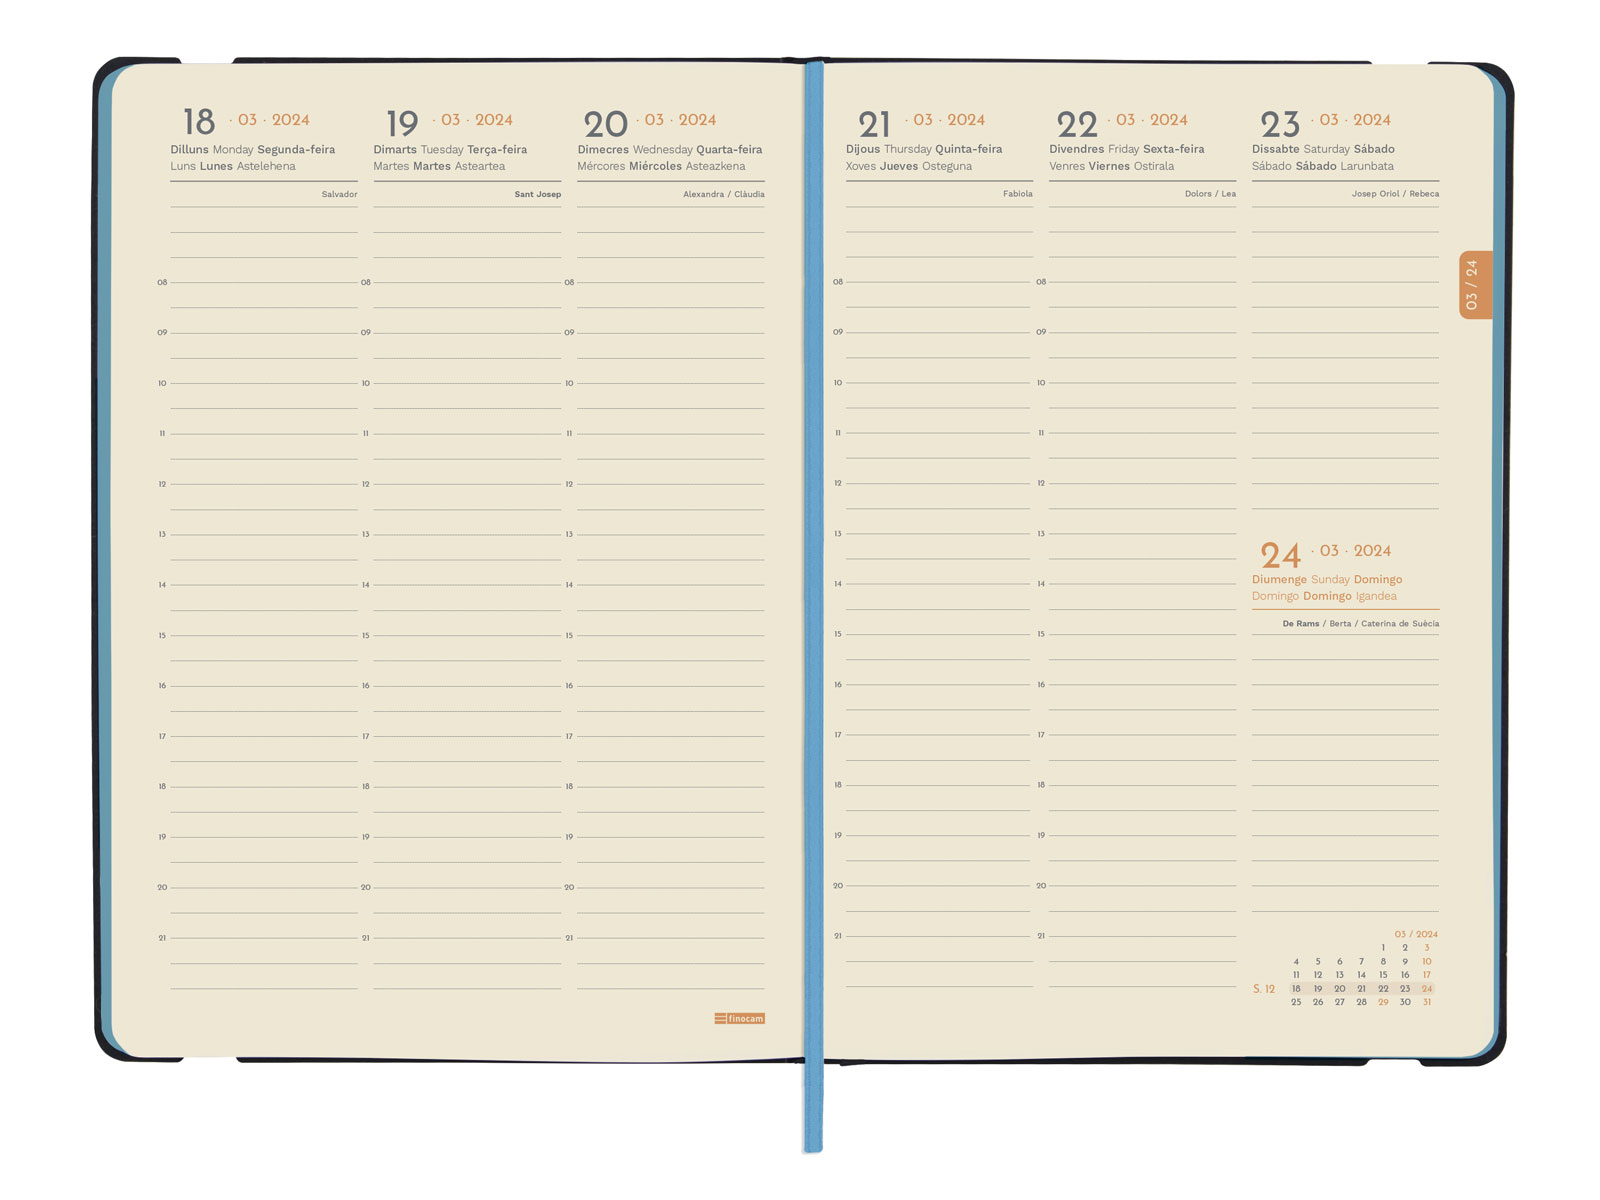 18 · 03 · 2024
Dilluns Monday Segunda-feira
Luns Lunes Astelehena
Salvador
08
09
10
11
12
13
14
15
16
17
18
19
20
21
19 · 03 · 2024
Dimarts Tuesday Terça-feira
Martes Martes Asteartea
Sant Josep
08
09
10
11
12
13
14
15
16
17
18
19
20
21
20 · 03 · 2024
Dimecres Wednesday Quarta-feira
Mércores Miércoles Asteazkena
Alexandra / Clàudia
08
09
10
11
12
13
14
15
16
17
18
19
20
21
finocam
21 · 03 · 2024
Dijous Thursday Quinta-feira
Xoves Jueves Osteguna
Fabiola
08
09
10
11
12
13
14
15
16
17
18
19
20
21
22 · 03 · 2024
Divendres Friday Sexta-feira
Venres Viernes Ostirala
Dolors / Lea
08
09
10
11
12
13
14
15
16
17
18
19
20
21
23 · 03 · 2024
Dissabte Saturday Sábado
Sábado Sábado Larunbata
Josep Oriol / Rebeca
03 / 24
24 · 03 · 2024
Diumenge Sunday Domingo
Domingo Domingo Igandea
De Rams / Berta / Caterina de Suècia
03 / 2024
1 2 3
4 5 6 7 8 9 10
11 12 13 14 15 16 17
S. 12 18 19 20 21 22 23 24
25 26 27 28 29 30 31